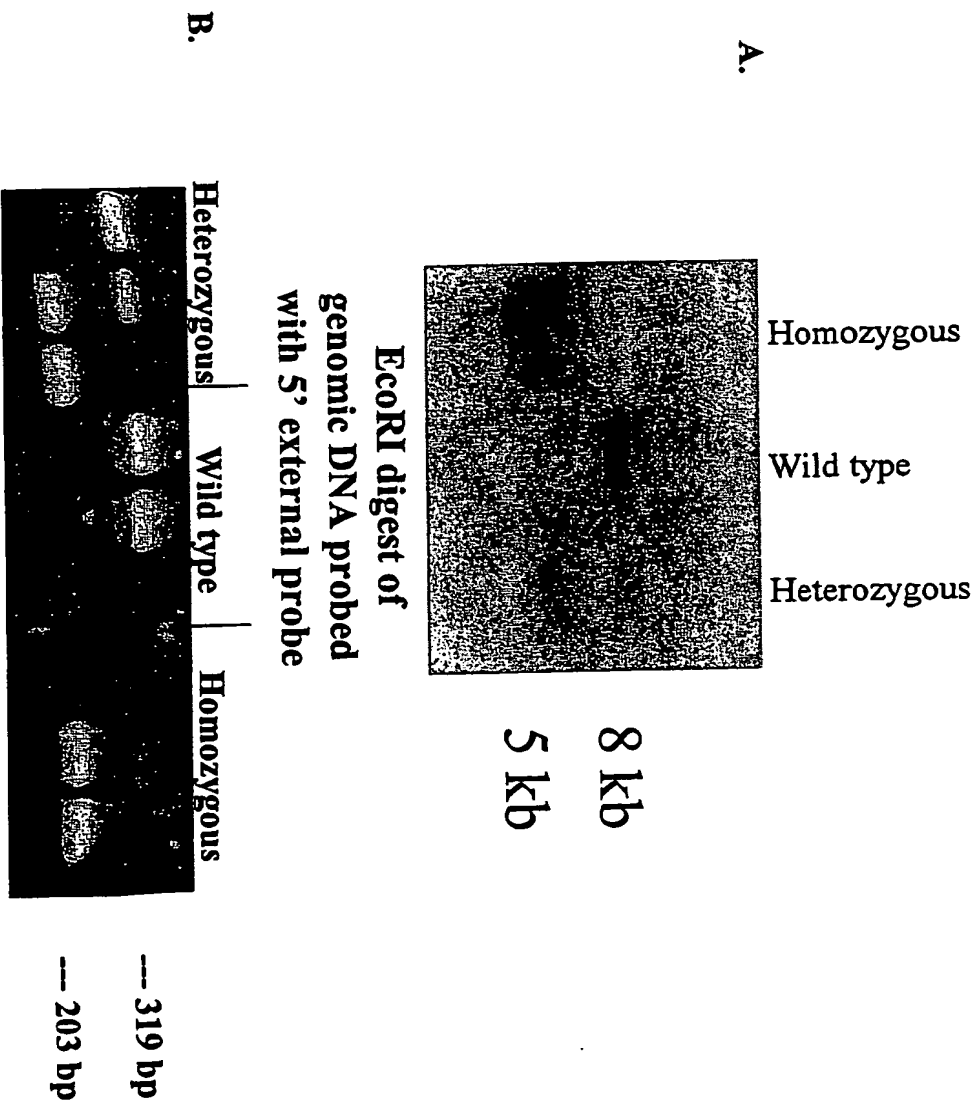 A.
Homozygous
Wild type
Heterozygous
8 kb
5 kb
EcoRI digest of
genomic DNA probed
with 5’ external probe
B.
Heterozygous
Wild type
Homozygous
--- 319 bp
--- 203 bp